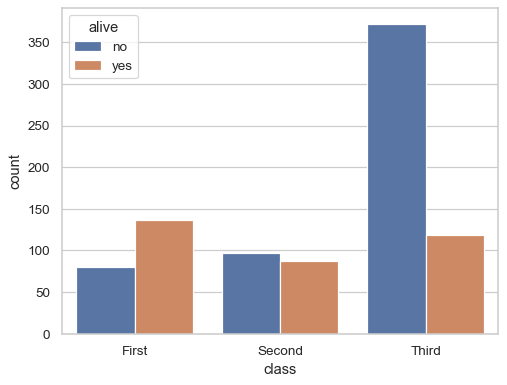 alive
no
yes
350
300
250
200
150
100
50
0
count
First Second Third
class